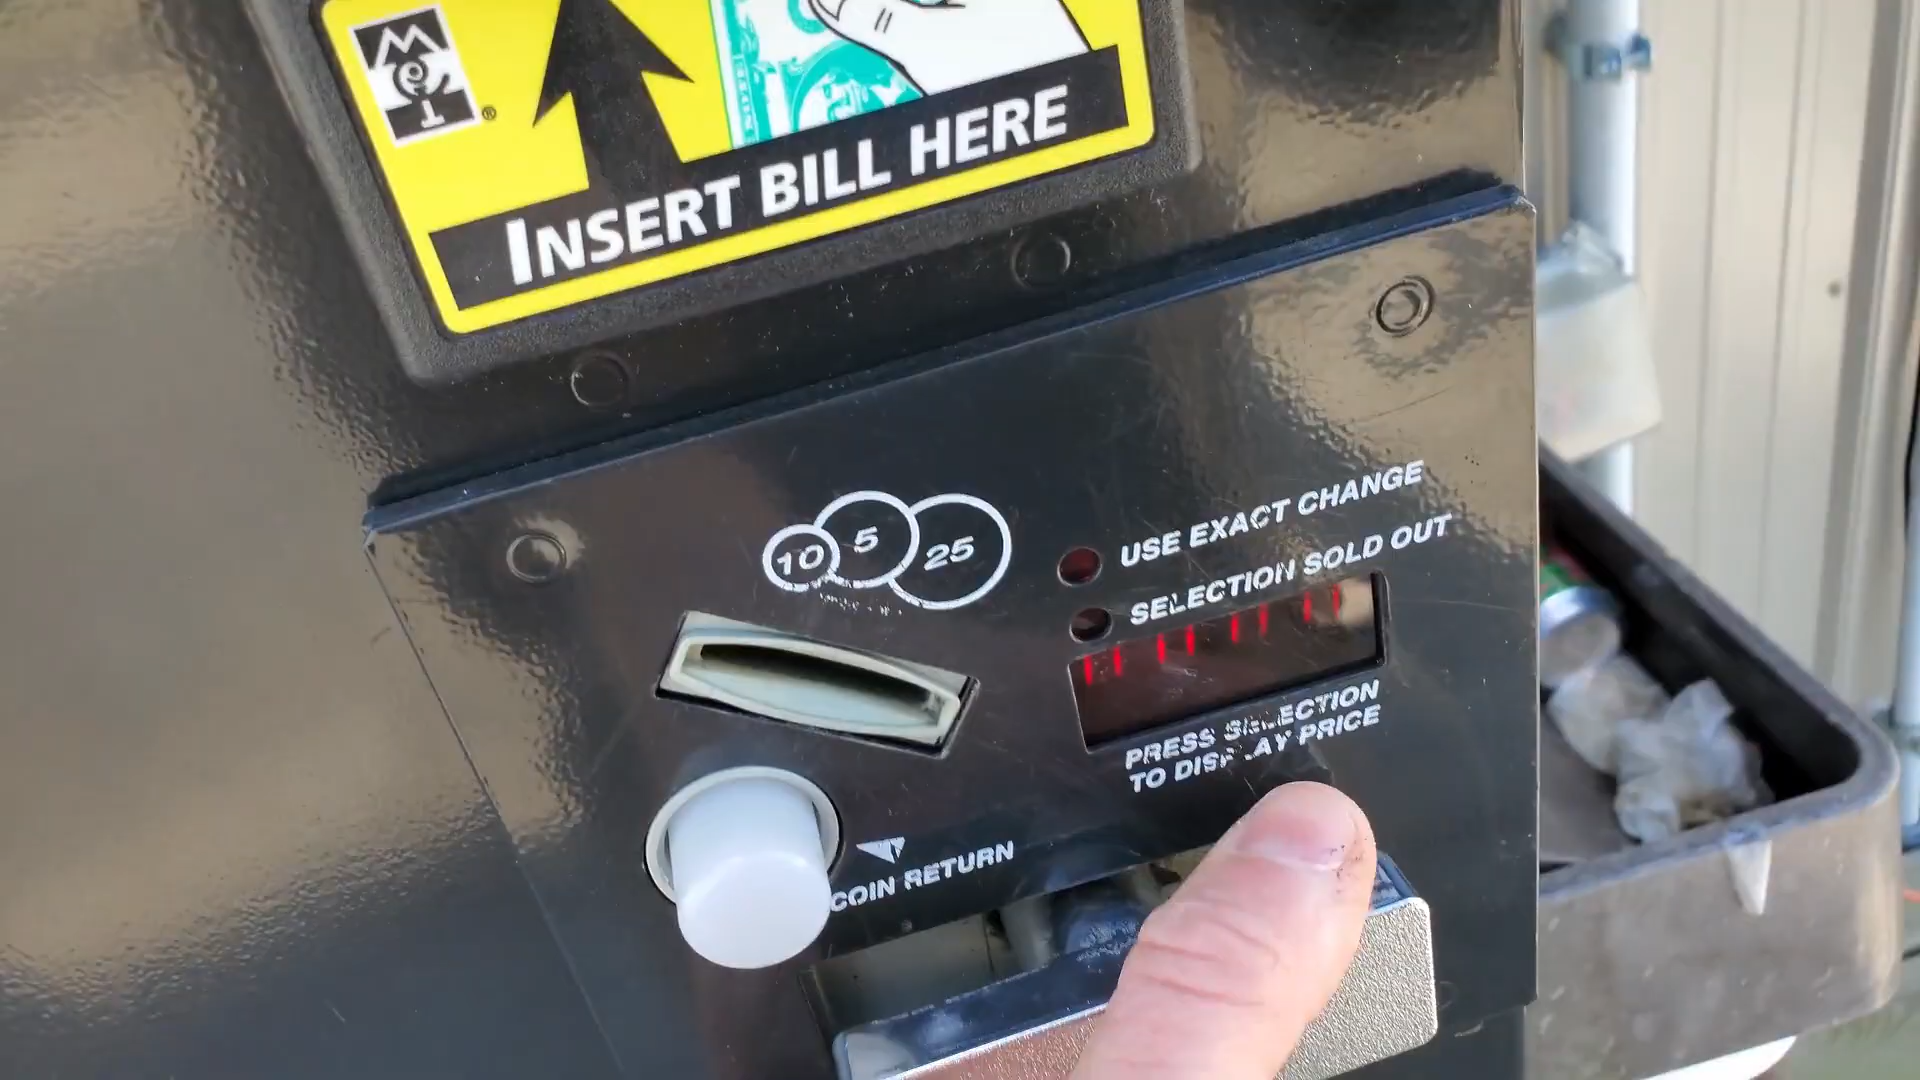 MeT®
INSERT BILL HERE
10 5 25
USE EXACT CHANGE
SELECTION SOLD OUT
PRESS SELECTION
TO DISPLAY PRICE
COIN RETURN